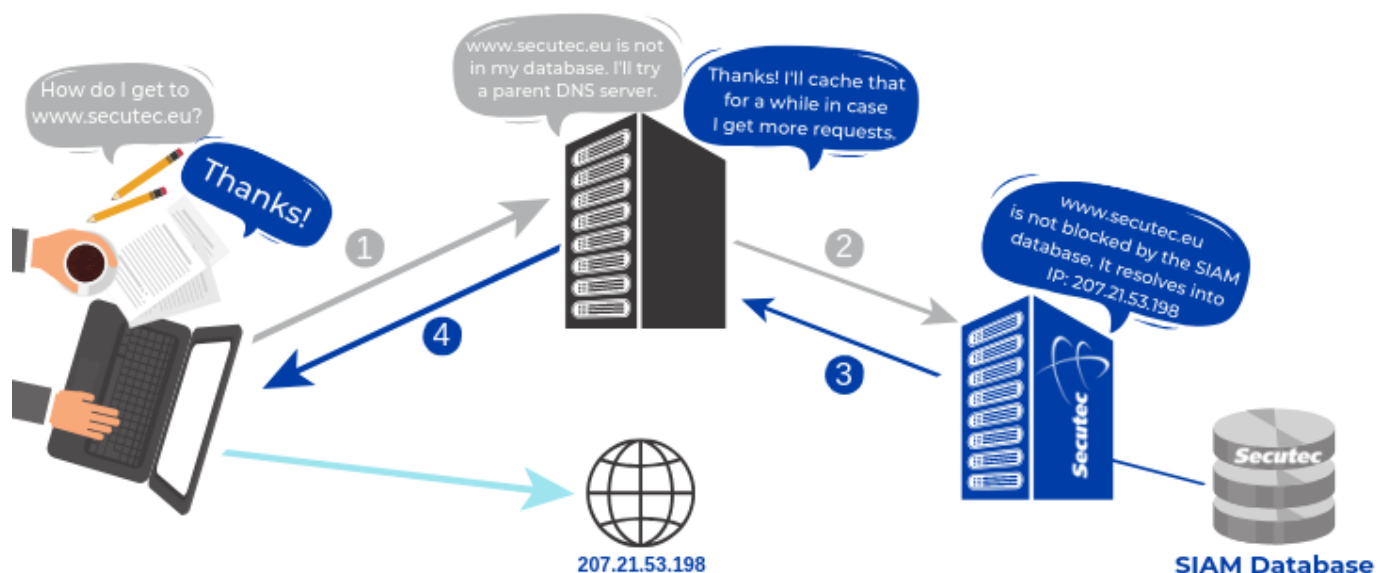 How do I get to
www.secutec.eu?
Thanks!
www.secutec.eu is not
in my database. I'll try
a parent DNS server.
Thanks! I'll cache that
for a while in case
I get more requests.
1
2
www.secutec.eu
is not blocked by the SIAM
database. It resolves into
IP: 207.21.53.198
4
3
Secutec
Secutec
207.21.53.198
SIAM Database